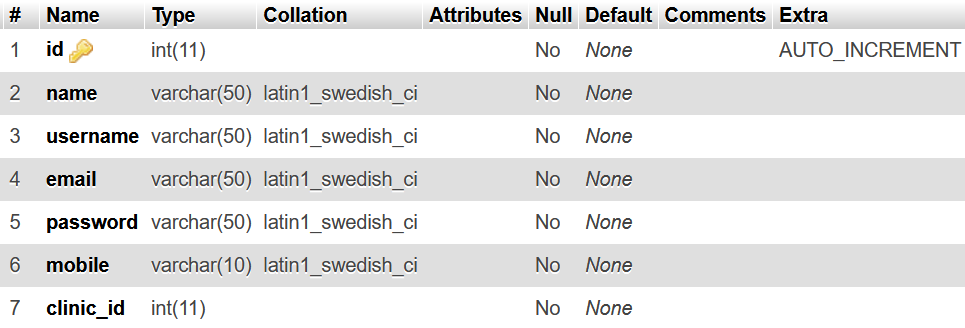 # Name Type Collation Attributes Null Default Comments Extra
1 id int(11) No None AUTO_INCREMENT
2 name varchar(50) latin1_swedish_ci No None
3 username varchar(50) latin1_swedish_ci No None
4 email varchar(50) latin1_swedish_ci No None
5 password varchar(50) latin1_swedish_ci No None
6 mobile varchar(10) latin1_swedish_ci No None
7 clinic_id int(11) No None